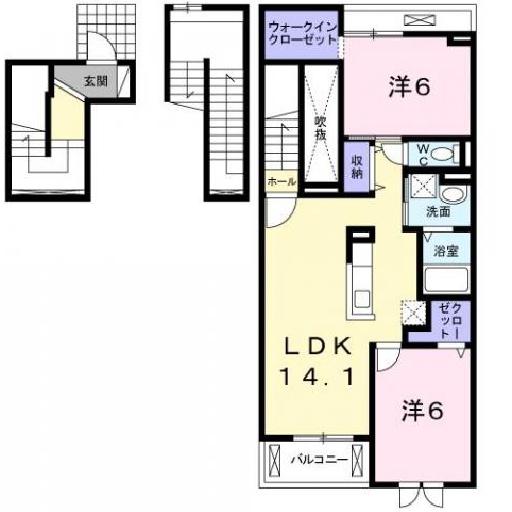 玄関
ウォークイン
クローゼット
洋6
吹抜
収納
WC
ホール
洗面
浴室
クローゼット
LDK
14.1
洋6
バルコニー